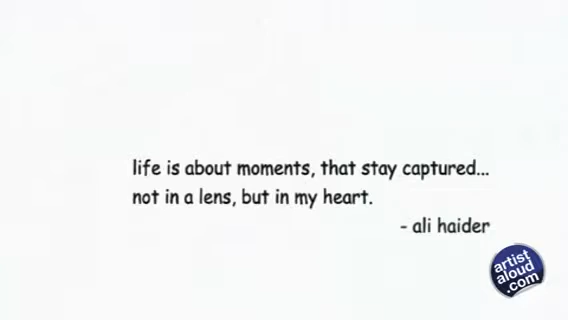 life is about moments, that stay captured...
not in a lens, but in my heart.
- ali haider
artist
aloud
.com